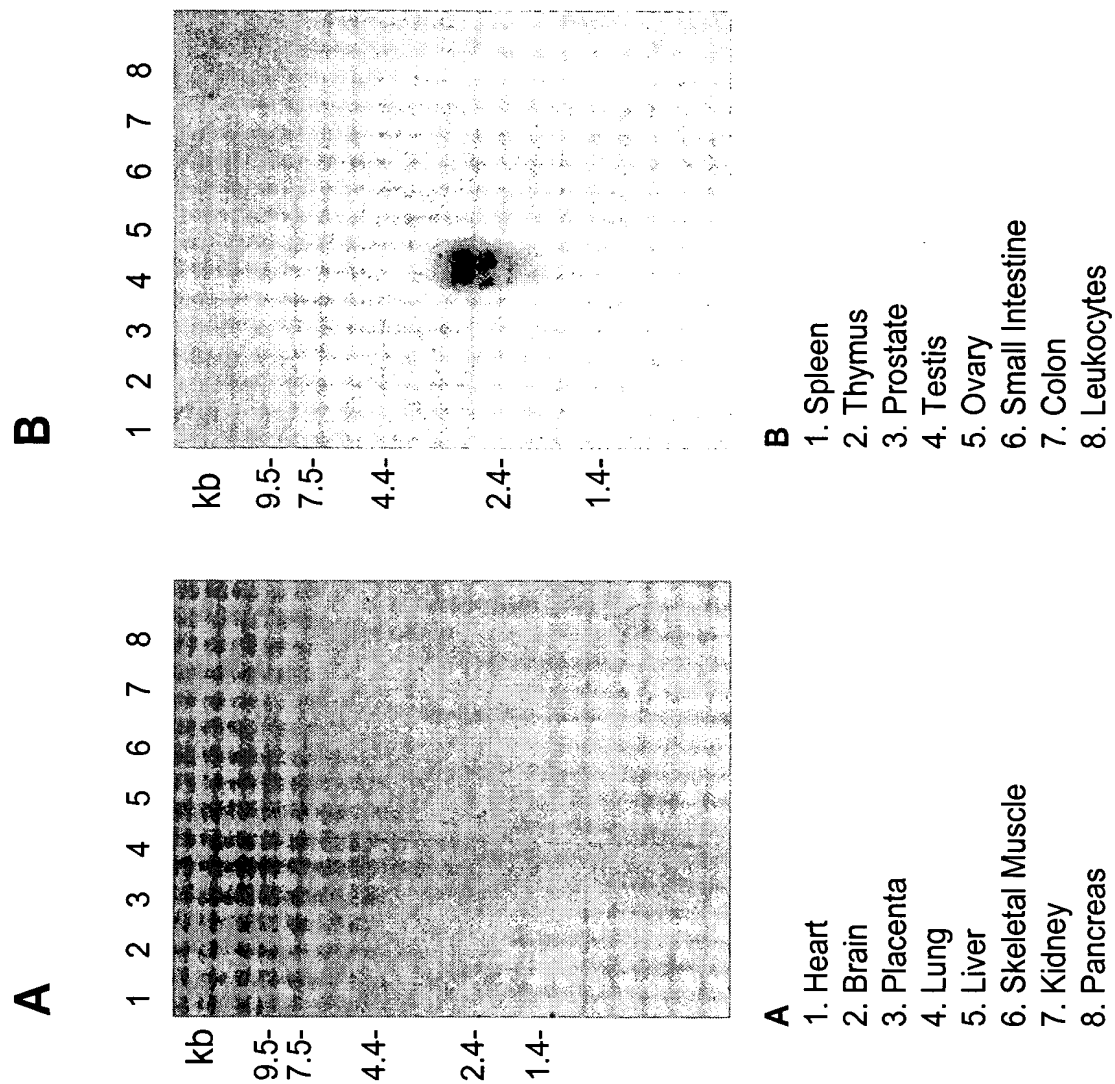 A
1 2 3 4 5 6 7 8
kb
9.5-
7.5-
4.4-
2.4-
1.4-
A
1. Heart
2. Brain
3. Placenta
4. Lung
5. Liver
6. Skeletal Muscle
7. Kidney
8. Pancreas
B
1 2 3 4 5 6 7 8
kb
9.5-
7.5-
4.4-
2.4-
1.4-
B
1. Spleen
2. Thymus
3. Prostate
4. Testis
5. Ovary
6. Small Intestine
7. Colon
8. Leukocytes